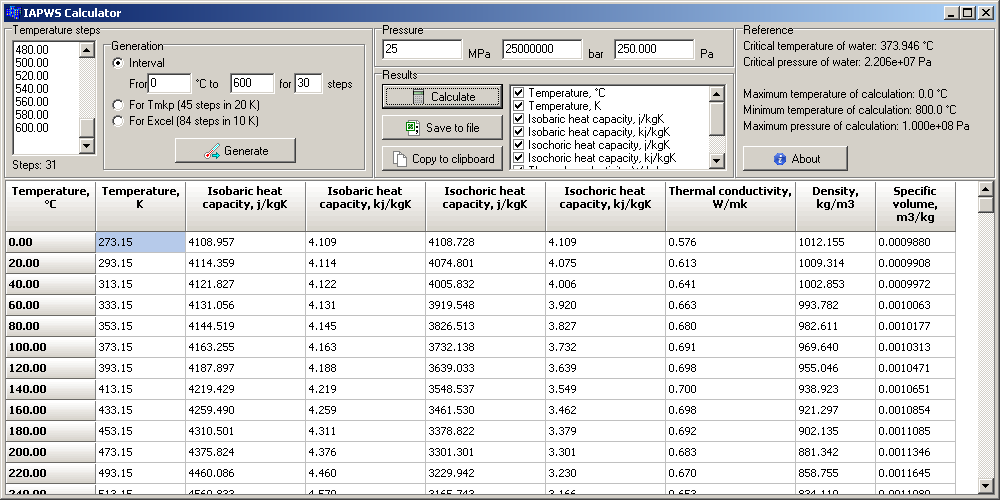 IAPWS Calculator
Temperature steps
480.00
500.00
520.00
540.00
560.00
580.00
600.00
Steps: 31
Generation
Interval
From 0 °C to 600 for 30 steps
For Tmkp (45 steps in 20 K)
For Excel (84 steps in 10 K)
Generate
Pressure
25 MPa 25000000 bar 250.000 Pa
Results
Calculate
Save to file
Copy to clipboard
Temperature, °C
Temperature, K
Isobaric heat capacity, j/kgK
Isobaric heat capacity, kj/kgK
Isochoric heat capacity, j/kgK
Isochoric heat capacity, kj/kgK
Reference
Critical temperature of water: 373.946 °C
Critical pressure of water: 2.206e+07 Pa
Maximum temperature of calculation: 0.0 °C
Minimum temperature of calculation: 800.0 °C
Maximum pressure of calculation: 1.000e+08 Pa
About
Temperature, °C Temperature, K Isobaric heat capacity, j/kgK Isobaric heat capacity, kj/kgK Isochoric heat capacity, j/kgK Isochoric heat capacity, kj/kgK Thermal conductivity, W/mk Density, kg/m3 Specific volume, m3/kg
0.00 273.15 4108.957 4.109 4108.728 4.109 0.576 1012.155 0.0009880
20.00 293.15 4114.359 4.114 4074.801 4.075 0.613 1009.314 0.0009908
40.00 313.15 4121.827 4.122 4005.832 4.006 0.641 1002.853 0.0009972
60.00 333.15 4131.056 4.131 3919.548 3.920 0.663 993.782 0.0010063
80.00 353.15 4144.519 4.145 3826.513 3.827 0.680 982.611 0.0010177
100.00 373.15 4163.255 4.163 3732.138 3.732 0.691 969.640 0.0010313
120.00 393.15 4187.897 4.188 3639.033 3.639 0.698 955.046 0.0010471
140.00 413.15 4219.429 4.219 3548.537 3.549 0.700 938.923 0.0010651
160.00 433.15 4259.490 4.259 3461.530 3.462 0.698 921.297 0.0010854
180.00 453.15 4310.501 4.311 3378.822 3.379 0.692 902.135 0.0011085
200.00 473.15 4375.824 4.376 3301.301 3.301 0.683 881.342 0.0011346
220.00 493.15 4460.086 4.460 3229.942 3.230 0.670 858.755 0.0011645